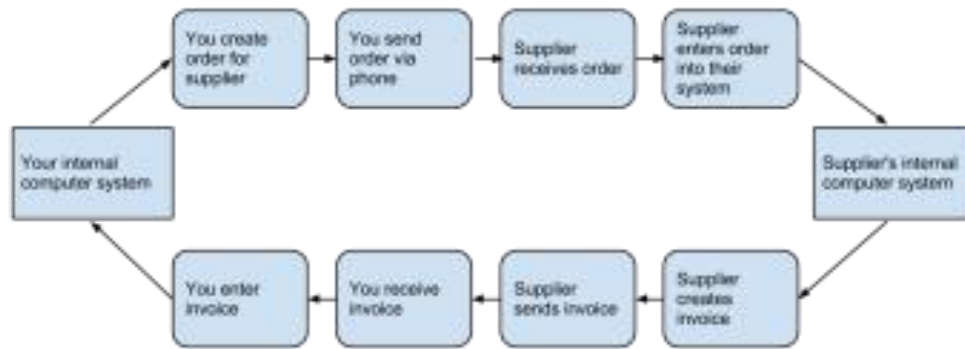 You create
order for
supplier
You send
order via
phone
Supplier
receives order
Supplier
enters order
into their
system
Your internal
computer system
Supplier's internal
computer system
You enter
invoice
You receive
invoice
Supplier
sends invoice
Supplier
creates
invoice